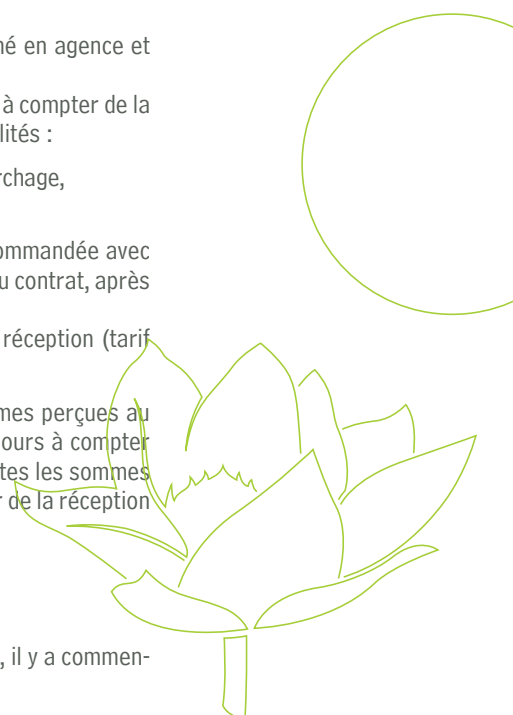 né en agence et
à compter de la
lités :
rchage,
ommandée avec
u contrat, après
réception (tarif
mes perçues au
ours à compter
tes les sommes
r de la réception
, il y a commen-